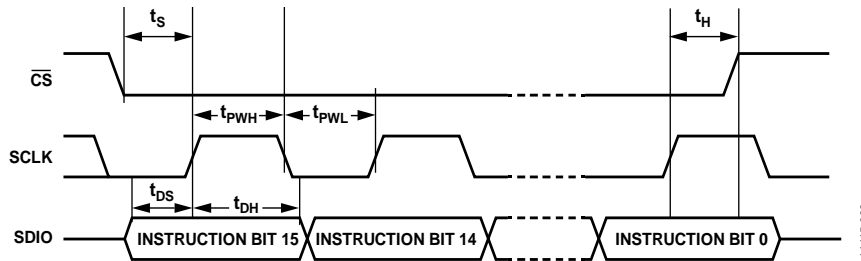 tS
tH
CS
tPWH
tPWL
SCLK
tDS
tDH
SDIO
INSTRUCTION BIT 15
INSTRUCTION BIT 14
INSTRUCTION BIT 0